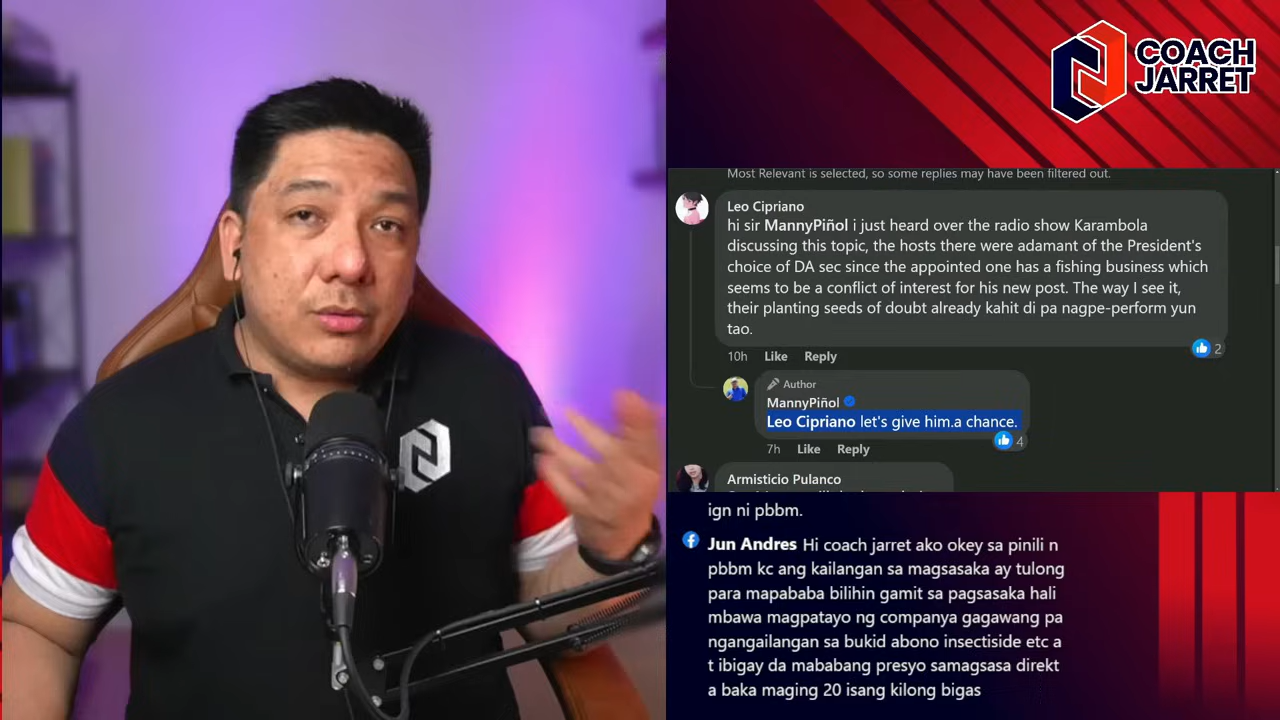 COACH
JARRET
Most Relevant is selected, so some replies may have been filtered out.
Leo Cipriano
hi sir MannyPiñol i just heard over the radio show Karambola
discussing this topic, the hosts there were adamant of the President's
choice of DA sec since the appointed one has a fishing business which
seems to be a conflict of interest for his new post. The way I see it,
their planting seeds of doubt already kahit di pa nagpe-perform yun
tao.
10h Like Reply
2
Author
MannyPiñol
Leo Cipriano let's give him.a chance.
4
7h Like Reply
Armisticio Pulanco
ign ni pbbm.
Jun Andres Hi coach jarret ako okey sa pinili n
pbbm kc ang kailangan sa magsasaka ay tulong
para mapababa bilihin gamit sa pagsasaka hali
mbawa magpatayo ng companya gagawang pa
ngangailangan sa bukid abono insectiside etc a
t ibigay da mababang presyo samagsasa direkt
a baka maging 20 isang kilong bigas